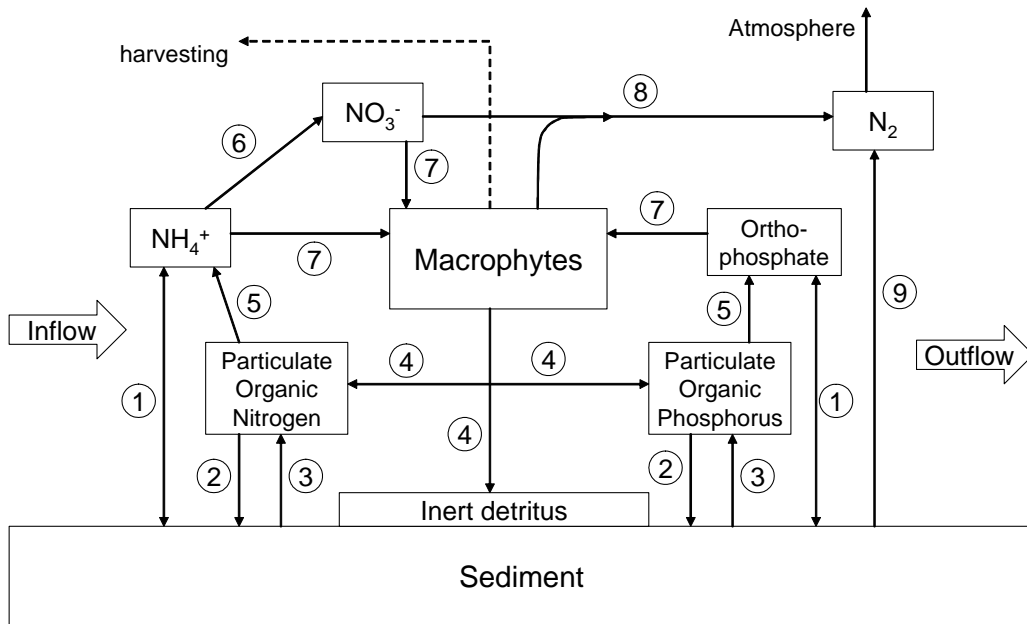 Atmosphere
harvesting
8
NO₃⁻
N₂
6
7
7
NH₄⁺
7
Macrophytes
Ortho-
phosphate
9
5
5
Inflow
Outflow
4
4
Particulate
Organic
Nitrogen
Particulate
Organic
Phosphorus
1
1
4
2
3
2
3
Inert detritus
Sediment